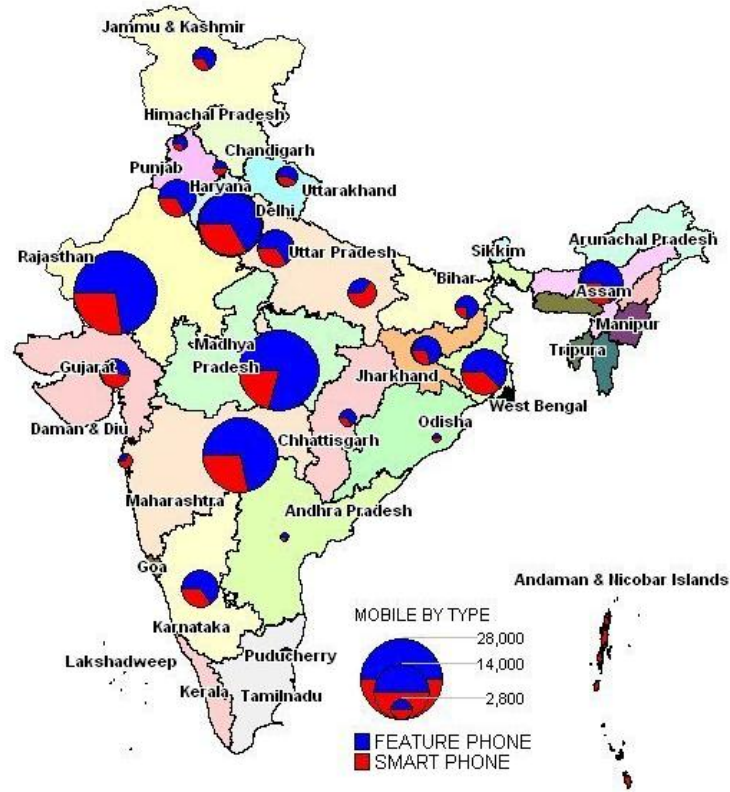 Jammu & Kashmir
Himachal Pradesh
Chandigarh
Punjab
Haryana
Uttarakhand
Delhi
Arunachal Pradesh
Rajasthan
Uttar Pradesh
Sikkim
Bihar
Assam
Manipur
Madhya
Pradesh
Tripura
Gujarat
Jharkhand
West Bengal
Daman & Diu
Chhattisgarh
Odisha
Maharashtra
Andhra Pradesh
Goa
Andaman & Nicobar Islands
Karnataka
Lakshadweep
Puducherry
Kerala
Tamilnadu
MOBILE BY TYPE
28,000
14,000
2,800
FEATURE PHONE
SMART PHONE